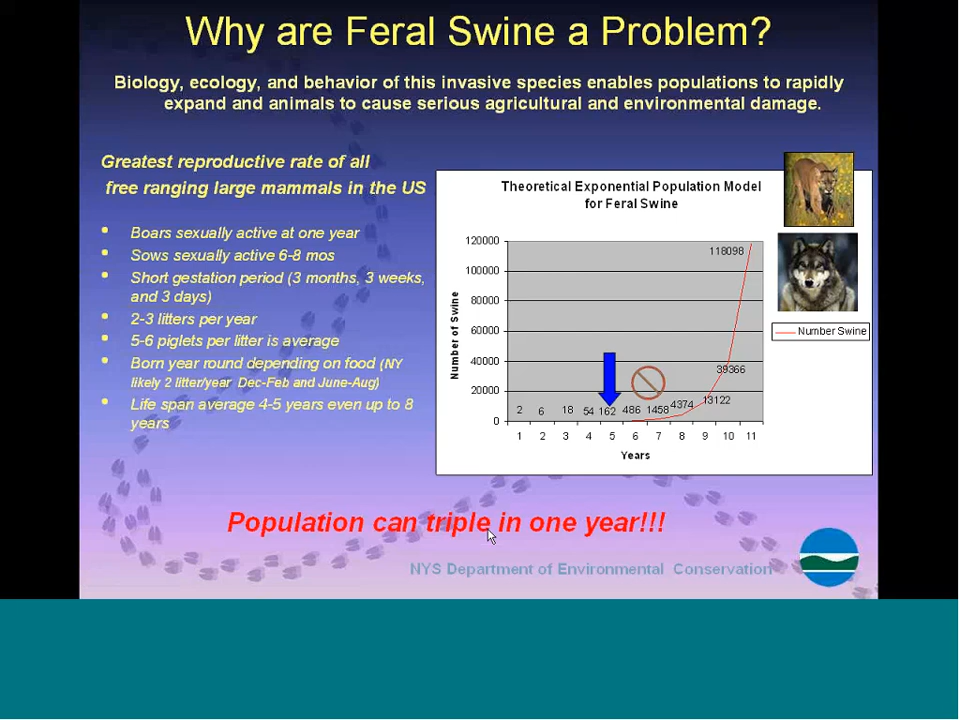 Why are Feral Swine a Problem?
Biology, ecology, and behavior of this invasive species enables populations to rapidly
expand and animals to cause serious agricultural and environmental damage.
Greatest reproductive rate of all
free ranging large mammals in the US
• Boars sexually active at one year
• Sows sexually active 6-8 mos
• Short gestation period (3 months, 3 weeks,
and 3 days)
• 2-3 litters per year
• 5-6 piglets per litter is average
• Born year round depending on food (NY
likely 2 litter/year Dec-Feb and June-Aug)
• Life span average 4-5 years even up to 8
years
Theoretical Exponential Population Model
for Feral Swine
Number of Swine
120000
100000
80000
60000
40000
20000
0
2 6 18 54 162 486 1458 4374 13122 39366 118098
1 2 3 4 5 6 7 8 9 10 11
Years
Number Swine
Population can triple in one year!!!
NYS Department of Environmental Conservation